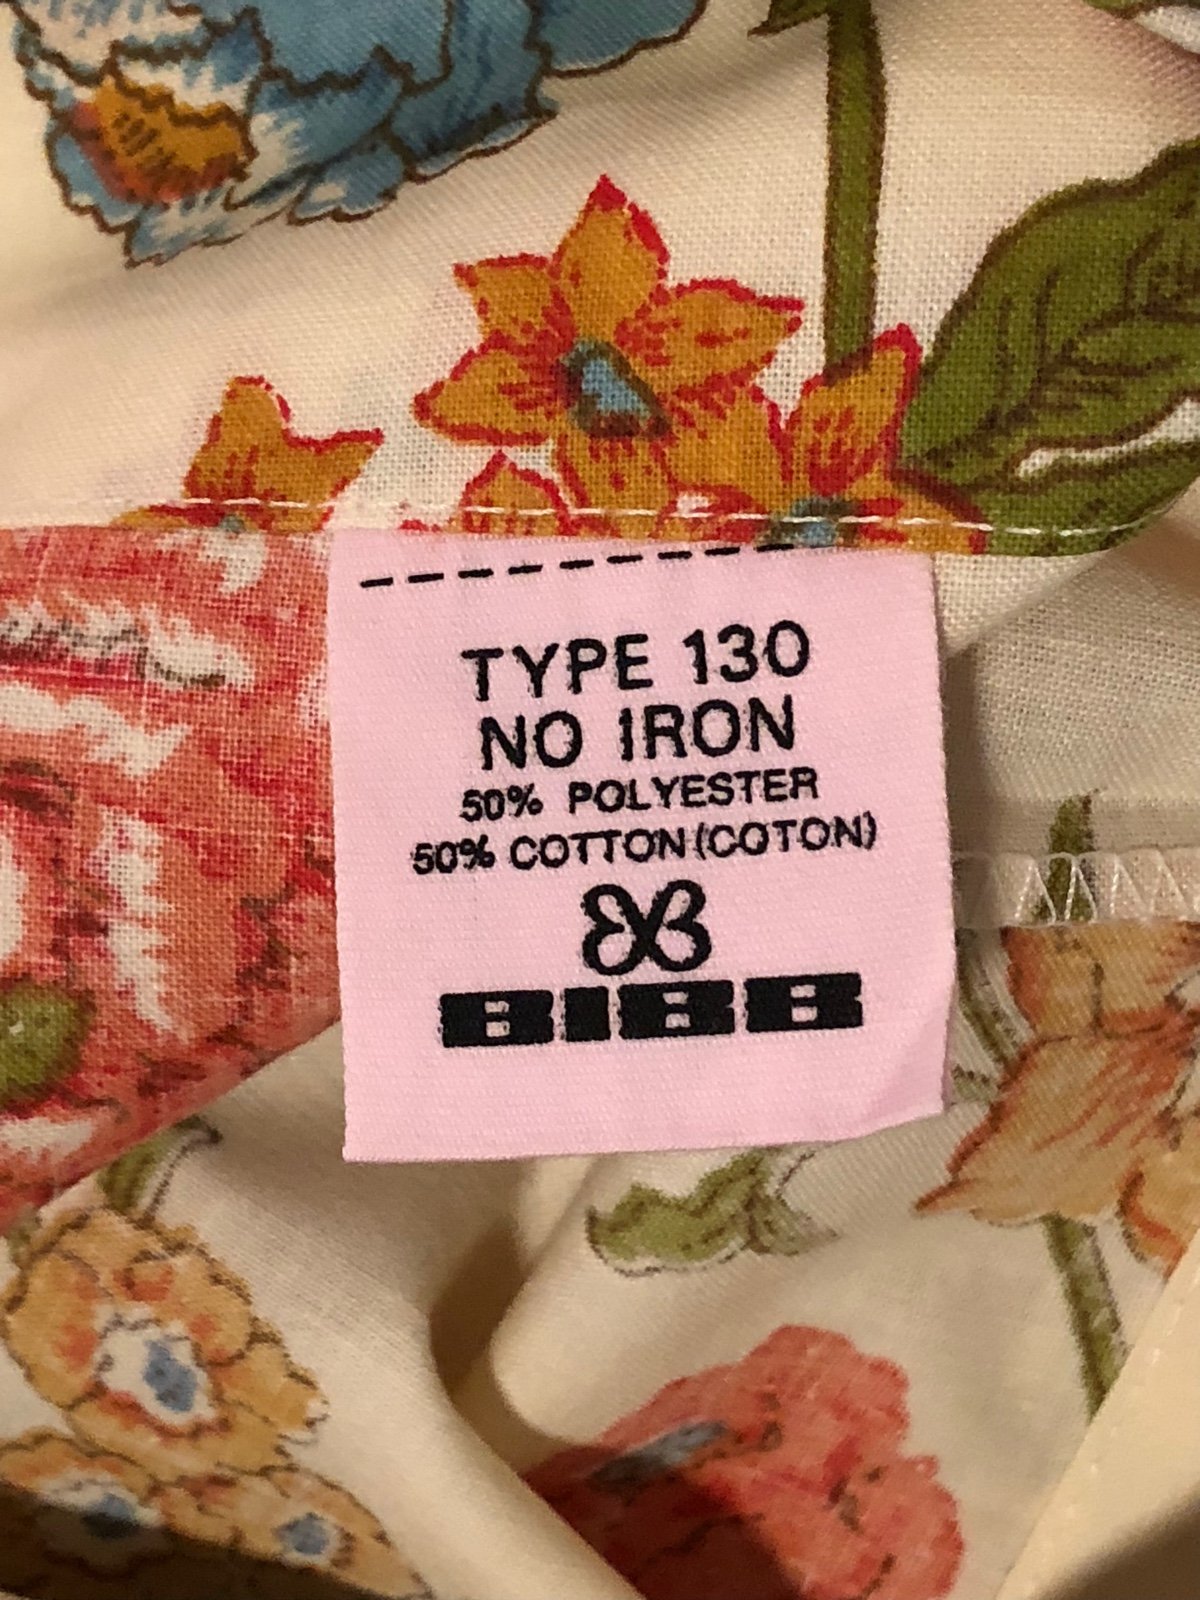 TYPE 130
NO IRON
50% POLYESTER
50% COTTON (COTON)
BIBB